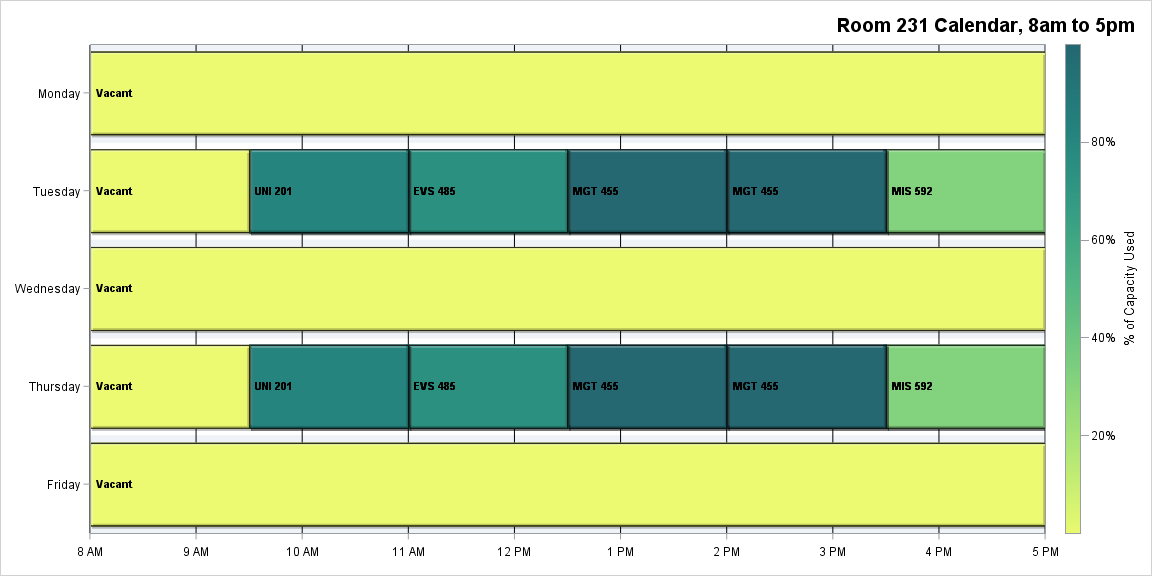 Room 231 Calendar, 8am to 5pm
Monday
Vacant
Tuesday
Vacant
UNI 201
EVS 485
MGT 455
MGT 455
MIS 592
Wednesday
Vacant
Thursday
Vacant
UNI 201
EVS 485
MGT 455
MGT 455
MIS 592
Friday
Vacant
8 AM
9 AM
10 AM
11 AM
12 PM
1 PM
2 PM
3 PM
4 PM
5 PM
80%
60%
40%
20%
% of Capacity Used